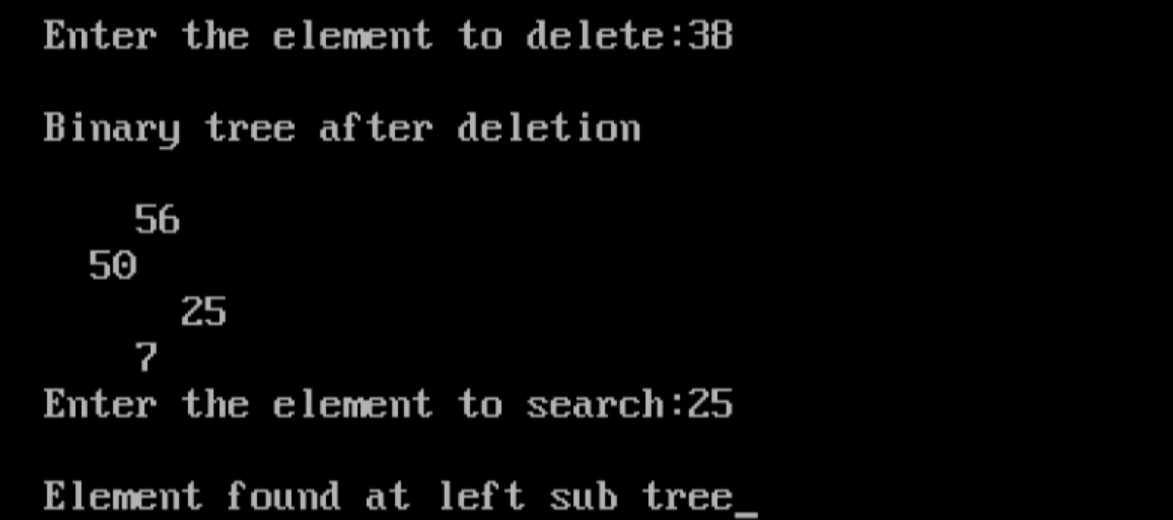 Enter the element to delete:38
Binary tree after deletion
56
50
25
7
Enter the element to search:25
Element found at left sub tree_